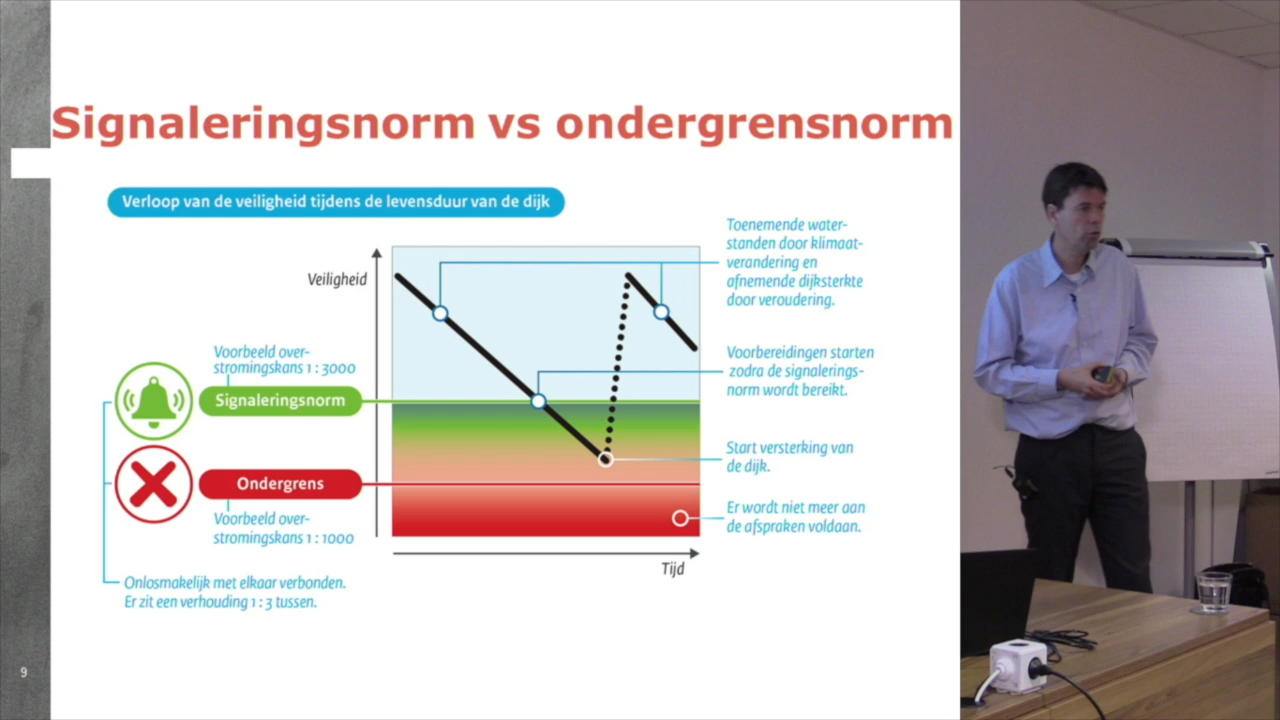 Signaleringsnorm vs ondergrensnorm
Verloop van de veiligheid tijdens de levensduur van de dijk
Veiligheid
Toenemende water-
standen door klimaat-
verandering en
afnemende dijksterkte
door veroudering.
Voorbeeld over-
stromingskans 1 : 3000
Signaleringsnorm
Voorbereidingen starten
zodra de signalerings-
norm wordt bereikt.
Start versterking van
de dijk.
Ondergrens
Voorbeeld over-
stromingskans 1 : 1000
Er wordt niet meer aan
de afspraken voldaan.
Tijd
Onlosmakelijk met elkaar verbonden.
Er zit een verhouding 1 : 3 tussen.
9